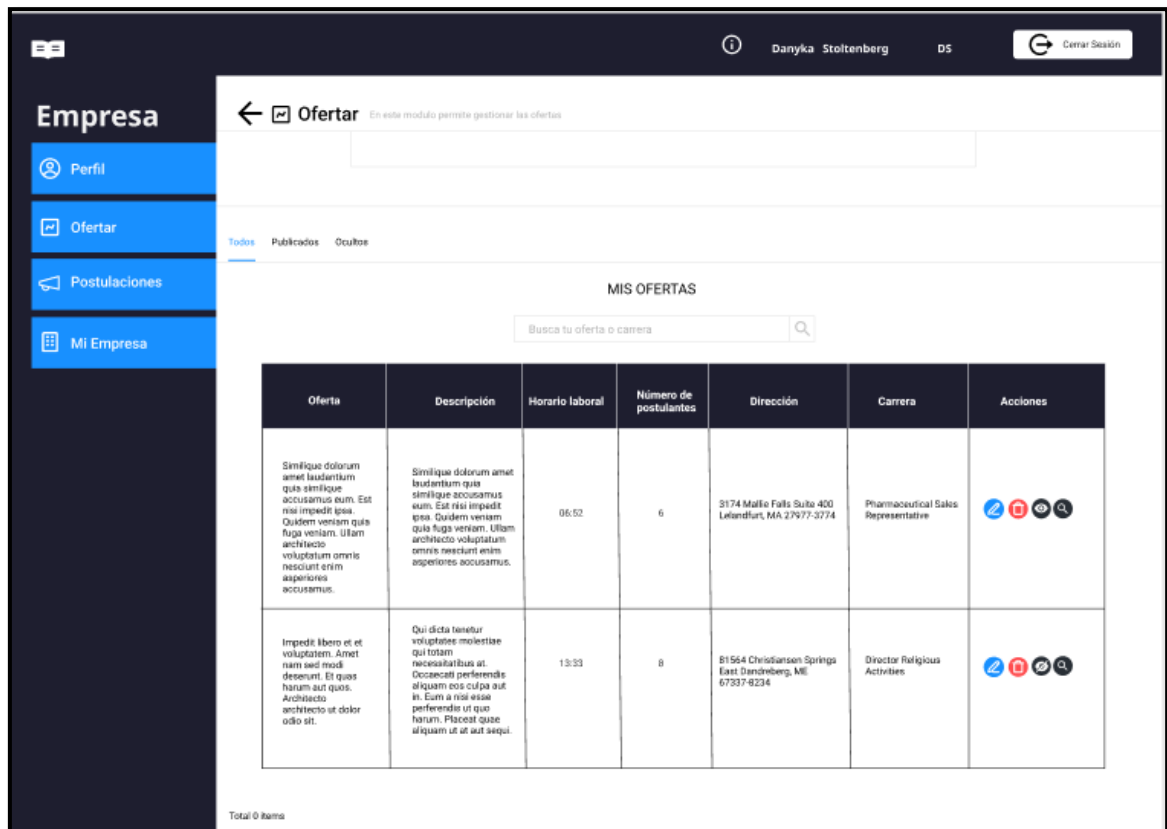 Danyka Stoltenberg
DS
Cerrar Sesión
Empresa
Perfil
Ofertar
Postulaciones
Mi Empresa
Ofertar
En este modulo permite gestionar las ofertas
Todos
Publicados
Ocultos
MIS OFERTAS
Busca tu oferta o carrera
Oferta
Descripción
Horario laboral
Número de
postulantes
Dirección
Carrera
Acciones
Similique dolorum
amet laudantium
quia similique
accusamus eum. Est
nisi impedit ipsa.
Quidem veniam quia
fuga veniam. Ullam
architecto
voluptatum omnis
nesciunt enim
asperiores
accusamus.
Similique dolorum amet
laudantium quia
similique accusamus
eum. Est nisi impedit
ipsa. Quidem veniam
quia fuga veniam. Ullam
architecto voluptatum
omnis nesciunt enim
asperiores accusamus.
06:52
6
3174 Mallie Falls Suite 400
Lelandfurt, MA 27977-3774
Pharmaceutical Sales
Representative
Impedit libero et et
voluptatem. Amet
nam sed modi
deserunt. Et quas
harum aut quos.
Architecto
architecto ut dolor
odio sit.
Qui dicta tenetur
voluptates molestiae
qui totam
necessitatibus at.
Occaecati perferendis
aliquam eos culpa aut
in. Eum a nisi esse
perferendis ut quo
harum. Placeat quae
aliquam ut at aut sequi.
13:33
8
81564 Christiansen Springs
East Dandreberg, ME
67337-8234
Director Religious
Activities
Total 0 items